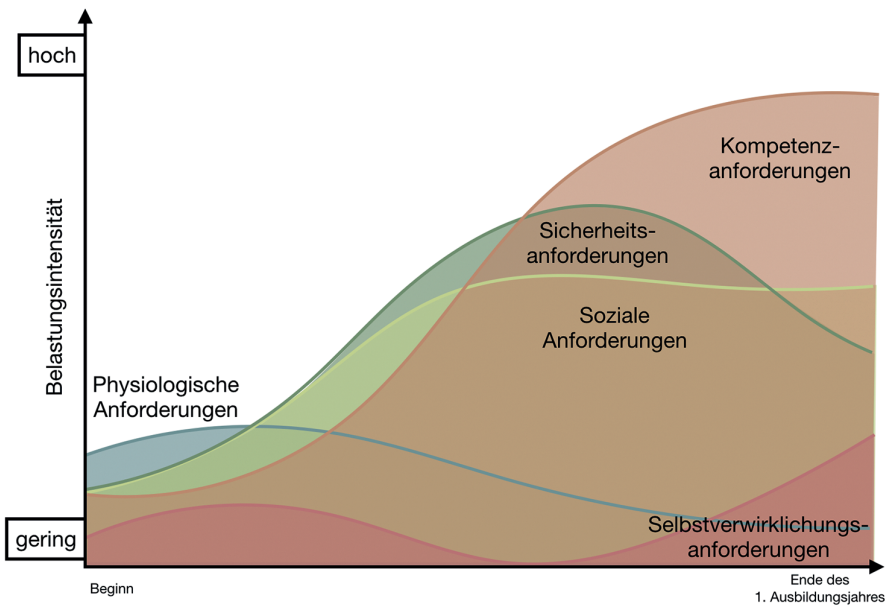 hoch
Kompetenz-
anforderungen
Sicherheits-
anforderungen
Belastungsintensität
Soziale
Anforderungen
Physiologische
Anforderungen
Selbstverwirklichungs-
anforderungen
gering
Beginn
Ende des
1. Ausbildungsjahres